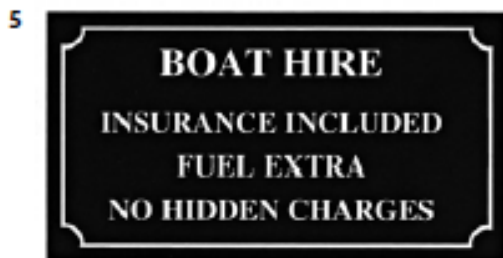 5
BOAT HIRE
INSURANCE INCLUDED
FUEL EXTRA
NO HIDDEN CHARGES